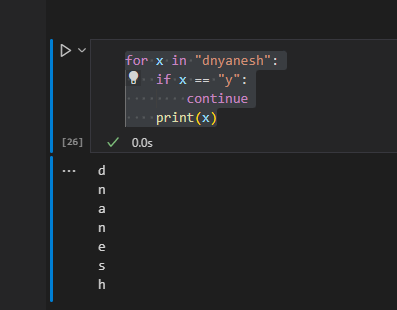 for x in "dnyanesh":
    if x == "y":
        continue
    print(x)
[26]
0.0s
d
n
a
n
e
s
h